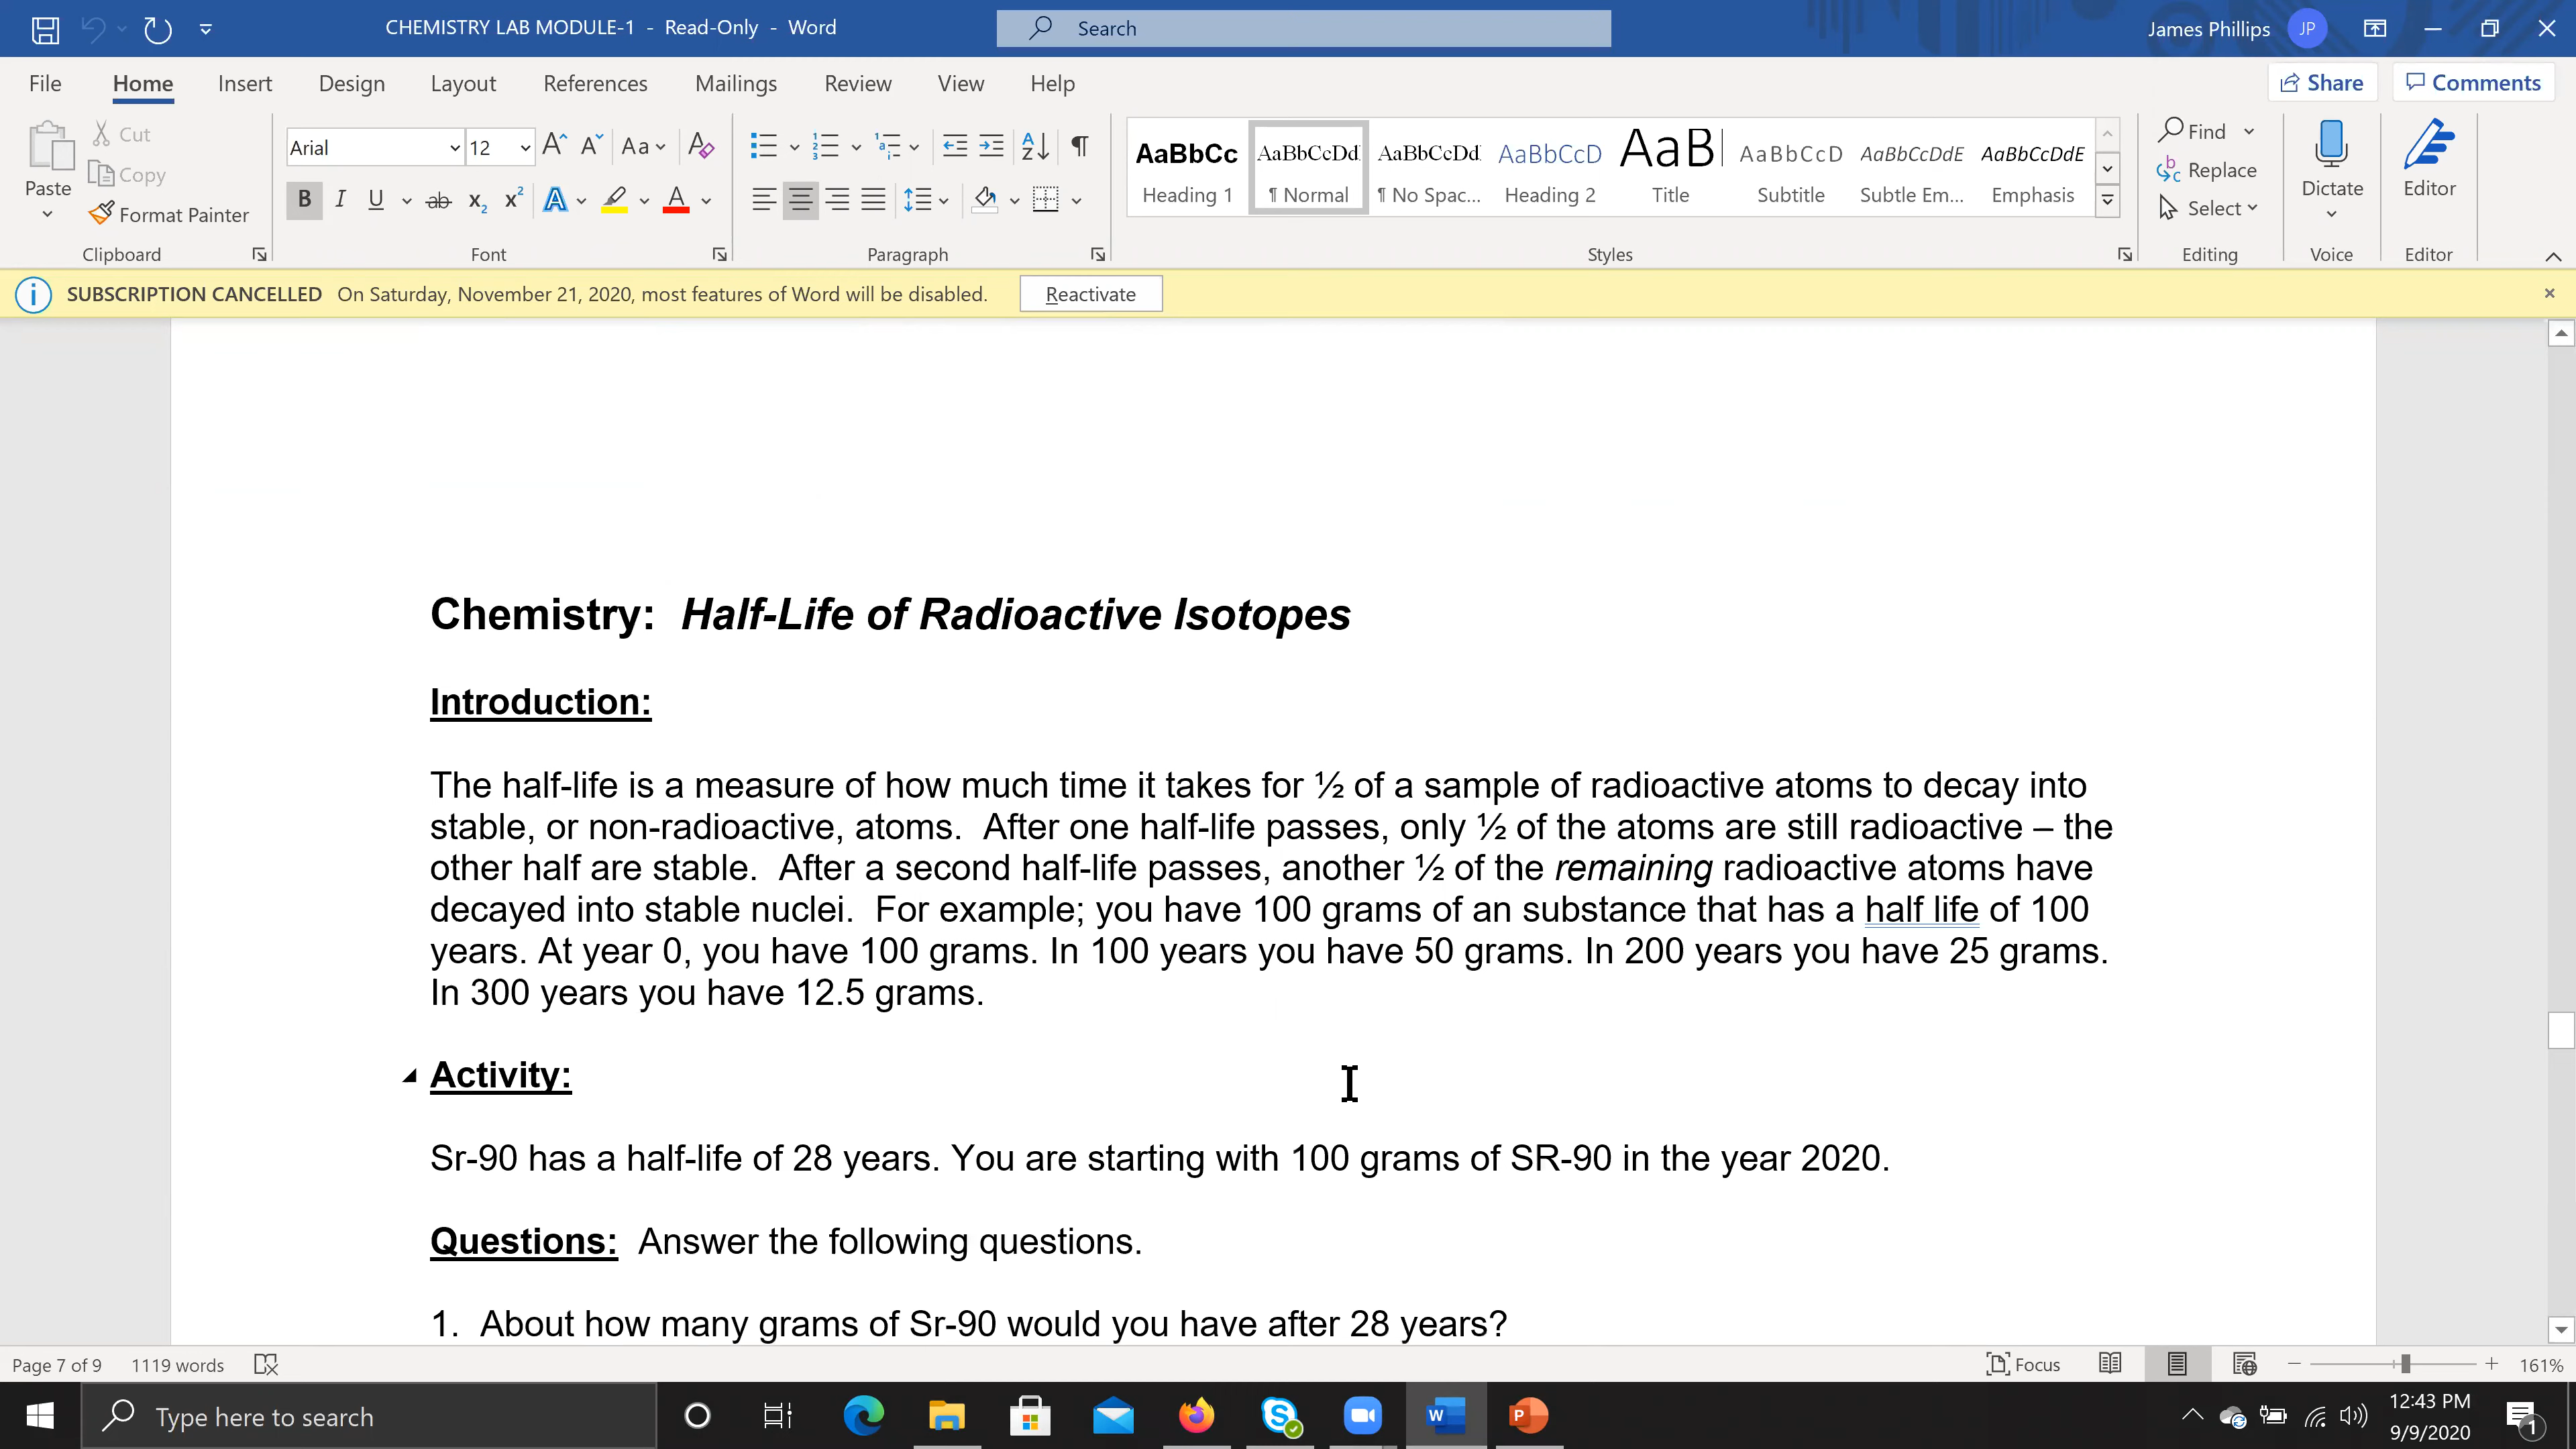 CHEMISTRY LAB MODULE-1 - Read-Only - Word
Search
James Phillips
JP
File Home Insert Design Layout References Mailings Review View Help
Share
Comments
Paste
Cut
Copy
Format Painter
Clipboard
Arial
12
Font
Paragraph
AaBbCc
Heading 1
AaBbCcDd
¶ Normal
AaBbCcDd
¶ No Spac...
AaBbCcD
Heading 2
AaB
Title
AaBbCcD
Subtitle
AaBbCcDdE
Subtle Em...
AaBbCcDdE
Emphasis
Styles
Find
Replace
Select
Editing
Dictate
Voice
Editor
Editor
SUBSCRIPTION CANCELLED On Saturday, November 21, 2020, most features of Word will be disabled.
Reactivate
Chemistry: Half-Life of Radioactive Isotopes
Introduction:
The half-life is a measure of how much time it takes for ½ of a sample of radioactive atoms to decay into
stable, or non-radioactive, atoms. After one half-life passes, only ½ of the atoms are still radioactive – the
other half are stable. After a second half-life passes, another ½ of the remaining radioactive atoms have
decayed into stable nuclei. For example; you have 100 grams of an substance that has a half life of 100
years. At year 0, you have 100 grams. In 100 years you have 50 grams. In 200 years you have 25 grams.
In 300 years you have 12.5 grams.
Activity:
Sr-90 has a half-life of 28 years. You are starting with 100 grams of SR-90 in the year 2020.
Questions: Answer the following questions.
1. About how many grams of Sr-90 would you have after 28 years?
Page 7 of 9
1119 words
Focus
161%
Type here to search
12:43 PM
9/9/2020
1